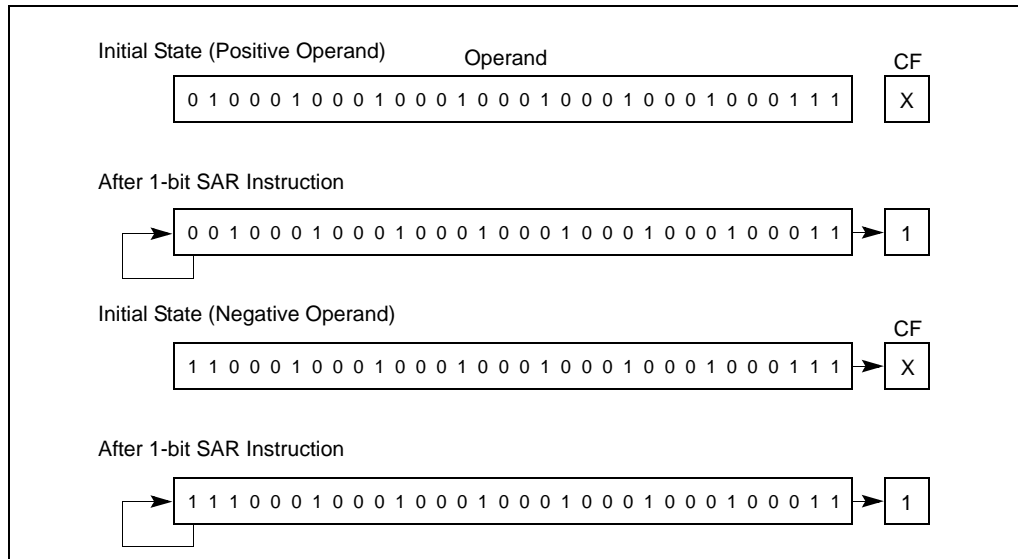 Initial State (Positive Operand) Operand CF
0 1 0 0 0 1 0 0 0 1 0 0 0 1 0 0 0 1 0 0 0 1 0 0 0 1 0 0 0 1 1 1 X
After 1-bit SAR Instruction
0 0 1 0 0 0 1 0 0 0 1 0 0 0 1 0 0 0 1 0 0 0 1 0 0 0 1 0 0 0 1 1 1
Initial State (Negative Operand) CF
1 1 0 0 0 1 0 0 0 1 0 0 0 1 0 0 0 1 0 0 0 1 0 0 0 1 0 0 0 1 1 1 X
After 1-bit SAR Instruction
1 1 1 0 0 0 1 0 0 0 1 0 0 0 1 0 0 0 1 0 0 0 1 0 0 0 1 0 0 0 1 1 1